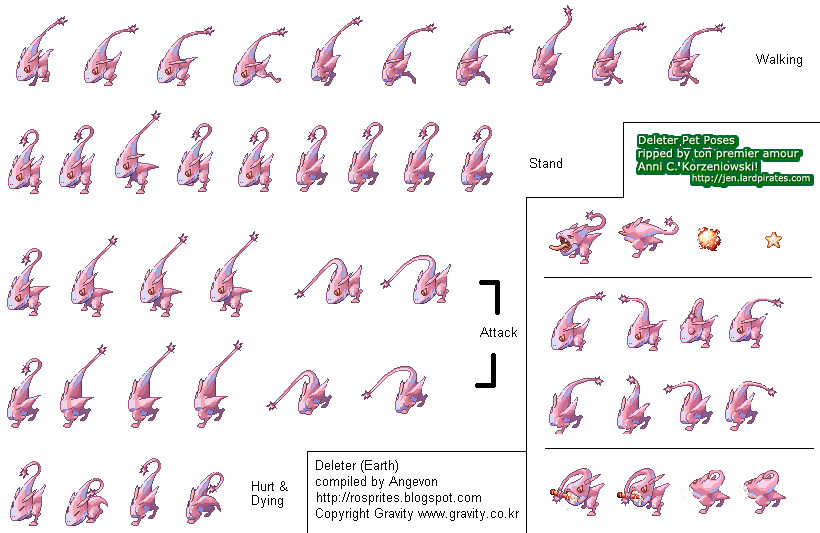 Walking
Stand
Deleter Pet Poses
ripped by ton premier amour
Anni C. Korzeniowski!
http://jen.lardpirates.com
Attack
Hurt &
Dying
Deleter (Earth)
compiled by Angevon
http://rosprites.blogspot.com
Copyright Gravity www.gravity.co.kr